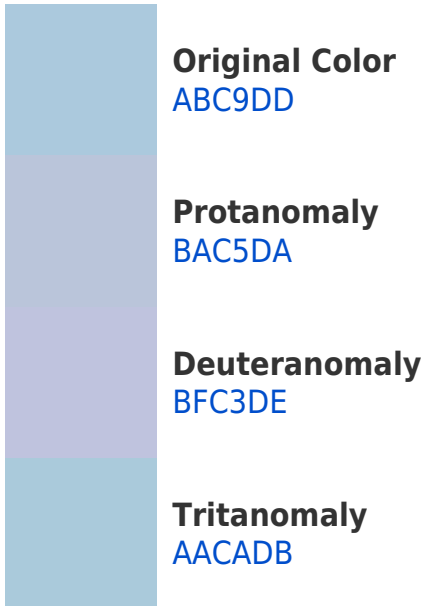 Original Color
ABC9DD
Protanomaly
BAC5DA
Deuteranomaly
BFC3DE
Tritanomaly
AACADB